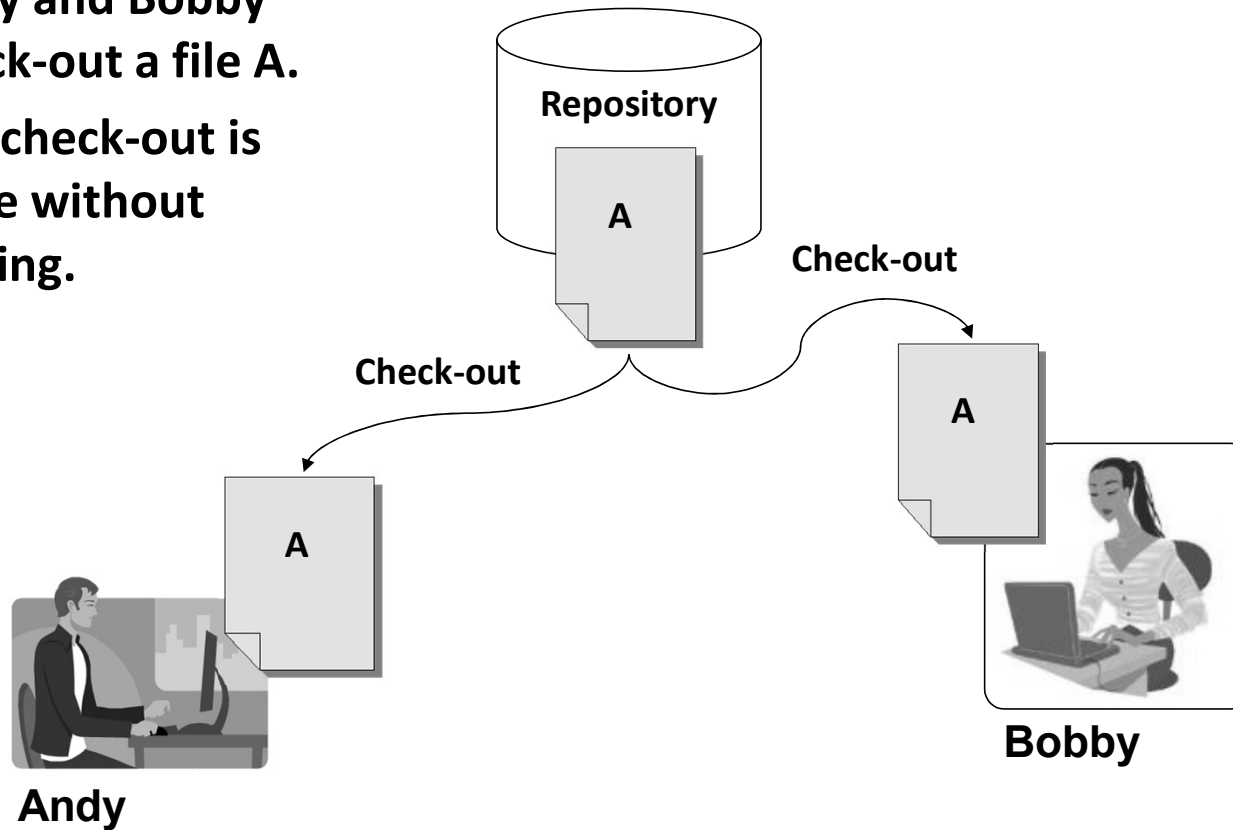 y and Bobby
ck-out a file A.
check-out is
e without
ing.
Repository
A
Check-out
Check-out
A
A
Bobby
Andy